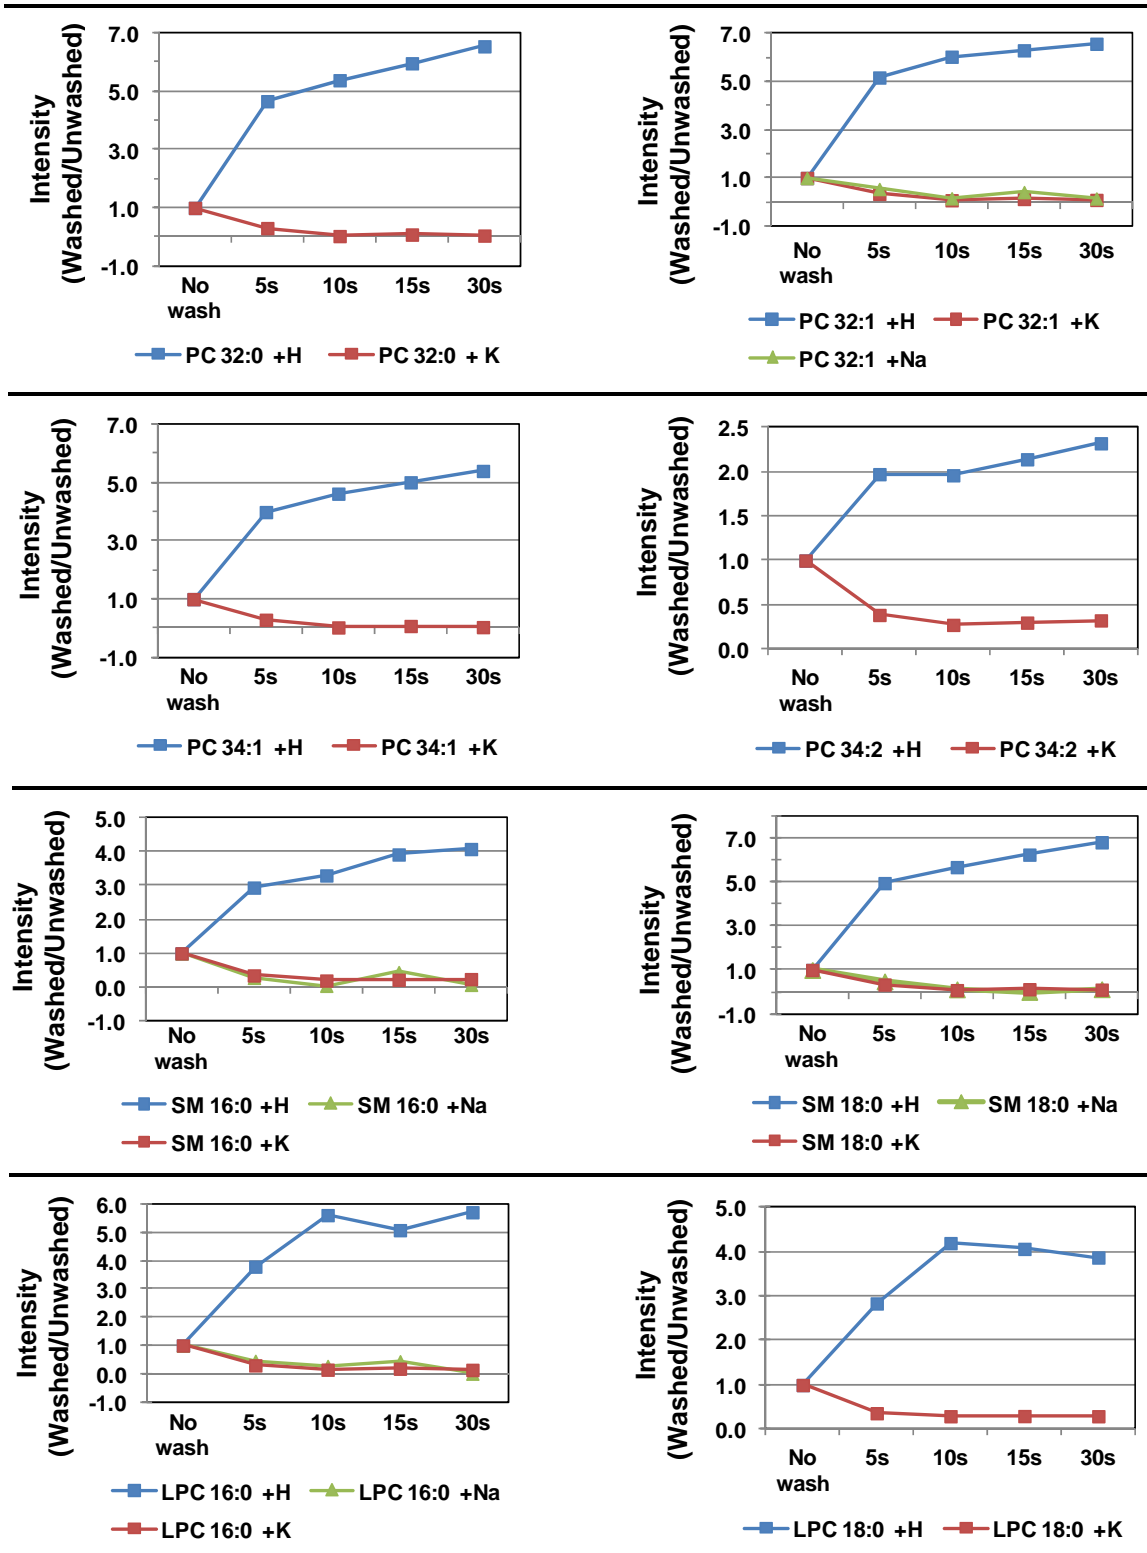 7.0
5.0
3.0
1.0
-1.0
Intensity
(Washed/Unwashed)
No wash 5s 10s 15s 30s
PC 32:0 +H PC 32:0 + K
7.0
5.0
3.0
1.0
-1.0
Intensity
(Washed/Unwashed)
No wash 5s 10s 15s 30s
PC 32:1 +H PC 32:1 +K
PC 32:1 +Na
7.0
5.0
3.0
1.0
-1.0
Intensity
(Washed/Unwashed)
No wash 5s 10s 15s 30s
PC 34:1 +H PC 34:1 +K
2.5
2.0
1.5
1.0
0.5
0.0
Intensity
(Washed/Unwashed)
No wash 5s 10s 15s 30s
PC 34:2 +H PC 34:2 +K
5.0
4.0
3.0
2.0
1.0
0.0
-1.0
Intensity
(Washed/Unwashed)
No wash 5s 10s 15s 30s
SM 16:0 +H SM 16:0 +Na
SM 16:0 +K
7.0
5.0
3.0
1.0
-1.0
Intensity
(Washed/Unwashed)
No wash 5s 10s 15s 30s
SM 18:0 +H SM 18:0 +Na
SM 18:0 +K
6.0
5.0
4.0
3.0
2.0
1.0
0.0
-1.0
Intensity
(Washed/Unwashed)
No wash 5s 10s 15s 30s
LPC 16:0 +H LPC 16:0 +Na
LPC 16:0 +K
5.0
4.0
3.0
2.0
1.0
0.0
Intensity
(Washed/Unwashed)
No wash 5s 10s 15s 30s
LPC 18:0 +H LPC 18:0 +K